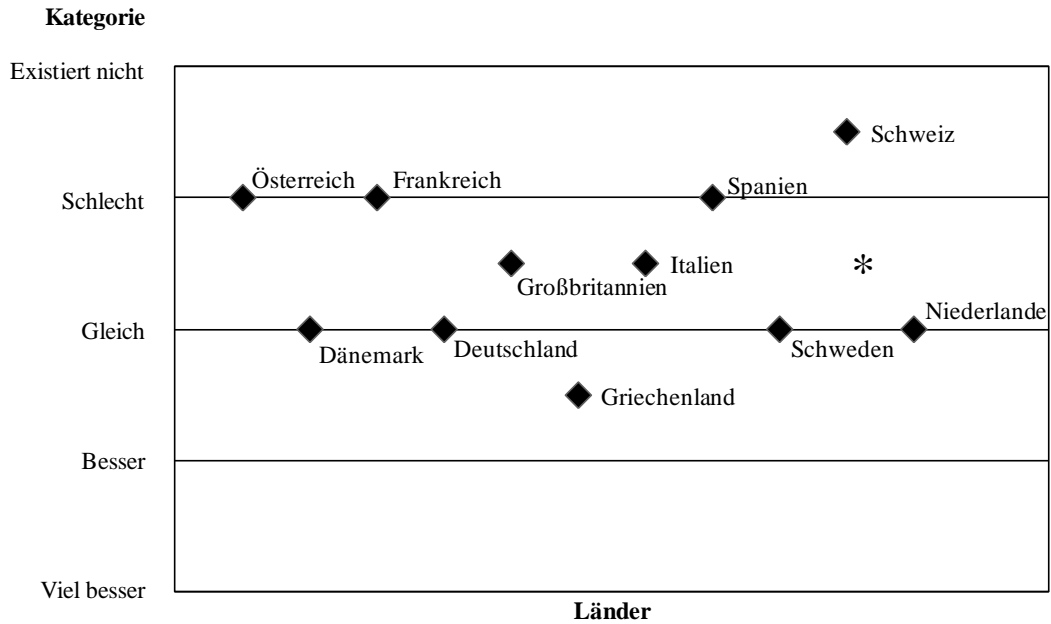 Kategorie
Existiert nicht
Schweiz
Österreich
Frankreich
Spanien
Schlecht
Italien
*
Großbritannien
Niederlande
Gleich
Dänemark
Deutschland
Schweden
Griechenland
Besser
Viel besser
Länder